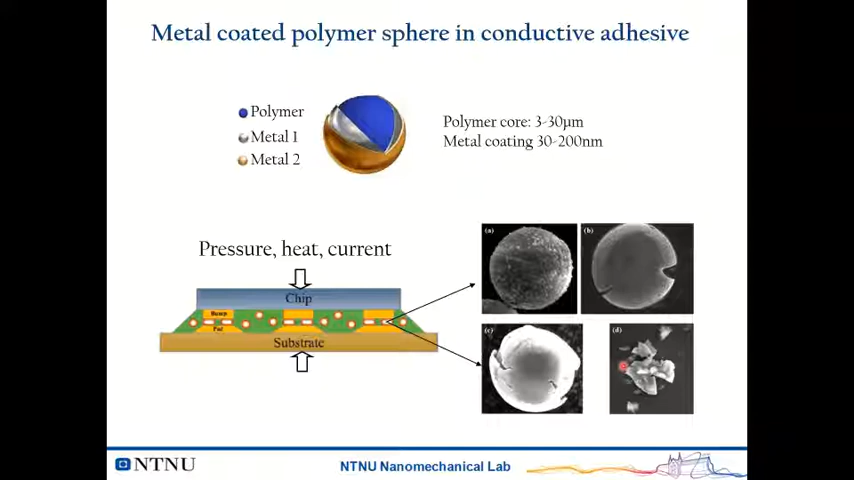 Metal coated polymer sphere in conductive adhesive
Polymer
Metal 1
Metal 2
Polymer core: 3-30µm
Metal coating 30-200nm
Pressure, heat, current
Chip
Bump
Pad
Substrate
(a)
(b)
(c)
(d)
NTNU
NTNU Nanomechanical Lab